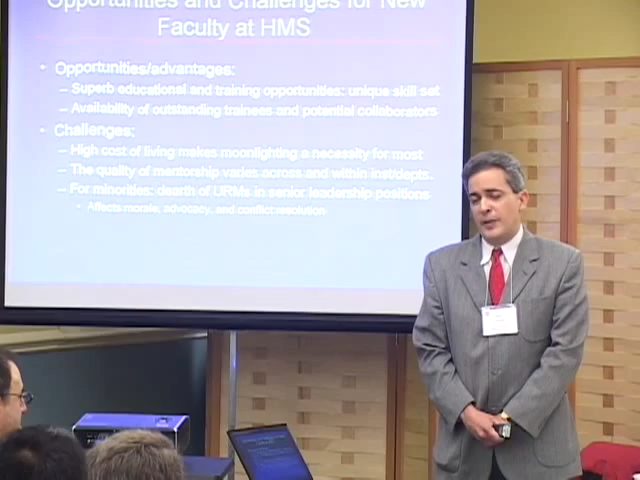 Opportunities and Challenges for New
Faculty at HMS
• Opportunities/advantages:
– Superb educational and training opportunities: unique skill set
– Availability of outstanding trainees and potential collaborators
• Challenges:
– High cost of living makes moonlighting a necessity for most
– The quality of mentorship varies across and within inst/depts.
– For minorities: dearth of URMs in senior leadership positions
• Affects morale, advocacy, and conflict resolution